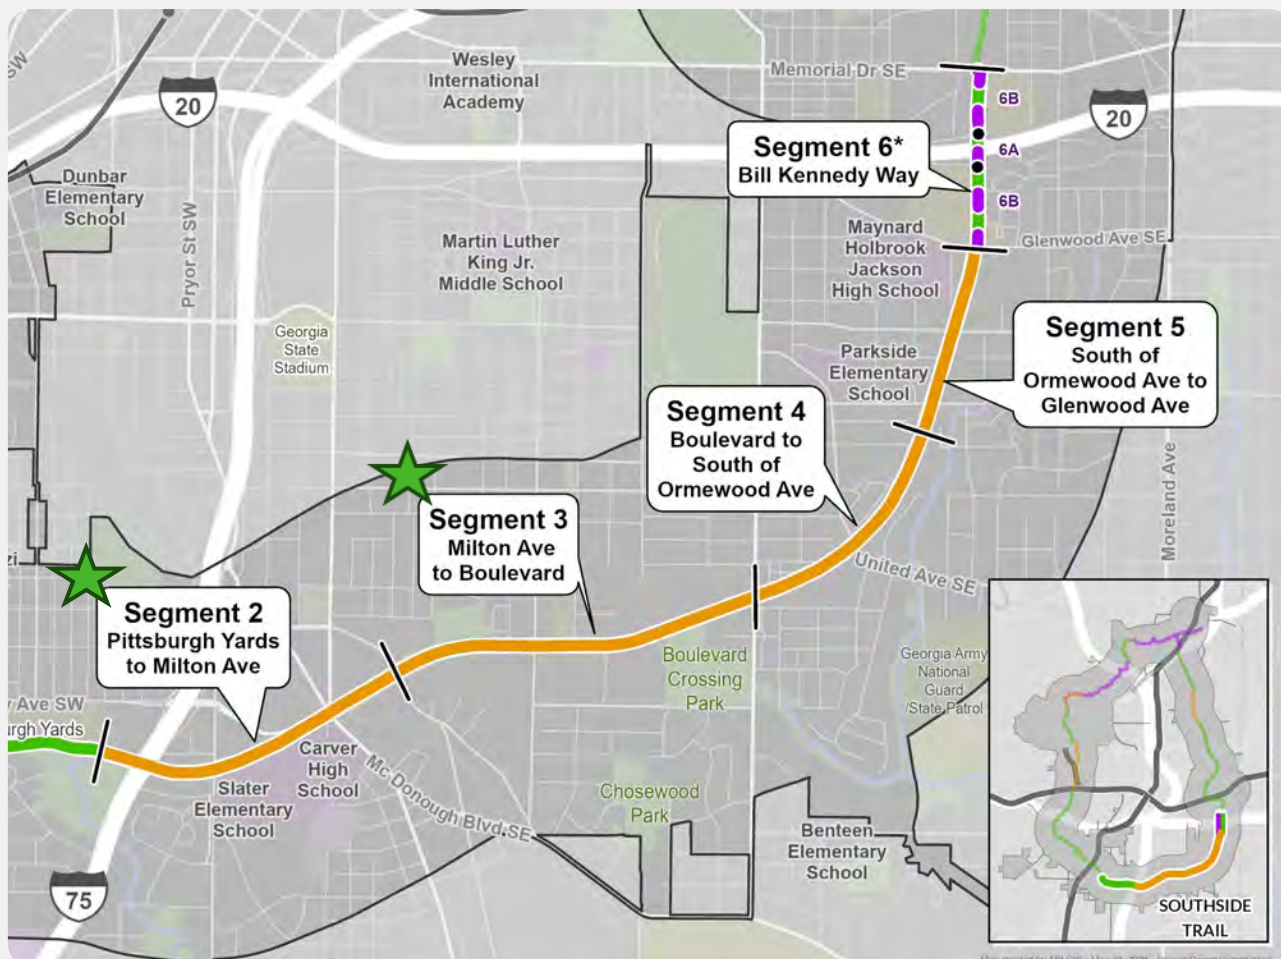 SW
Wesley
International
Academy
Memorial Dr SE
20
6B
20
Segment 6*
Bill Kennedy Way
6A
Dunbar
Elementary
School
6B
Pryor St SW
Martin Luther
King Jr.
Middle School
Maynard
Holbrook
Jackson
High School
Glenwood Ave SE
Georgia
State
Stadium
Segment 5
South of
Ormewood Ave to
Glenwood Ave
Parkside
Elementary
School
Segment 4
Boulevard to
South of
Ormewood Ave
Moreland Ave
Segment 3
Milton Ave
to Boulevard
zi
United Ave SE
Segment 2
Pittsburgh Yards
to Milton Ave
Boulevard
Crossing
Park
Georgia Army
National
Guard
/State Patrol
y Ave SW
urgh Yards
Carver
High
School
Slater
Elementary
School
Mc Donough Blvd SE
Chosewood
Park
Benteen
Elementary
School
75
SOUTHSIDE
TRAIL